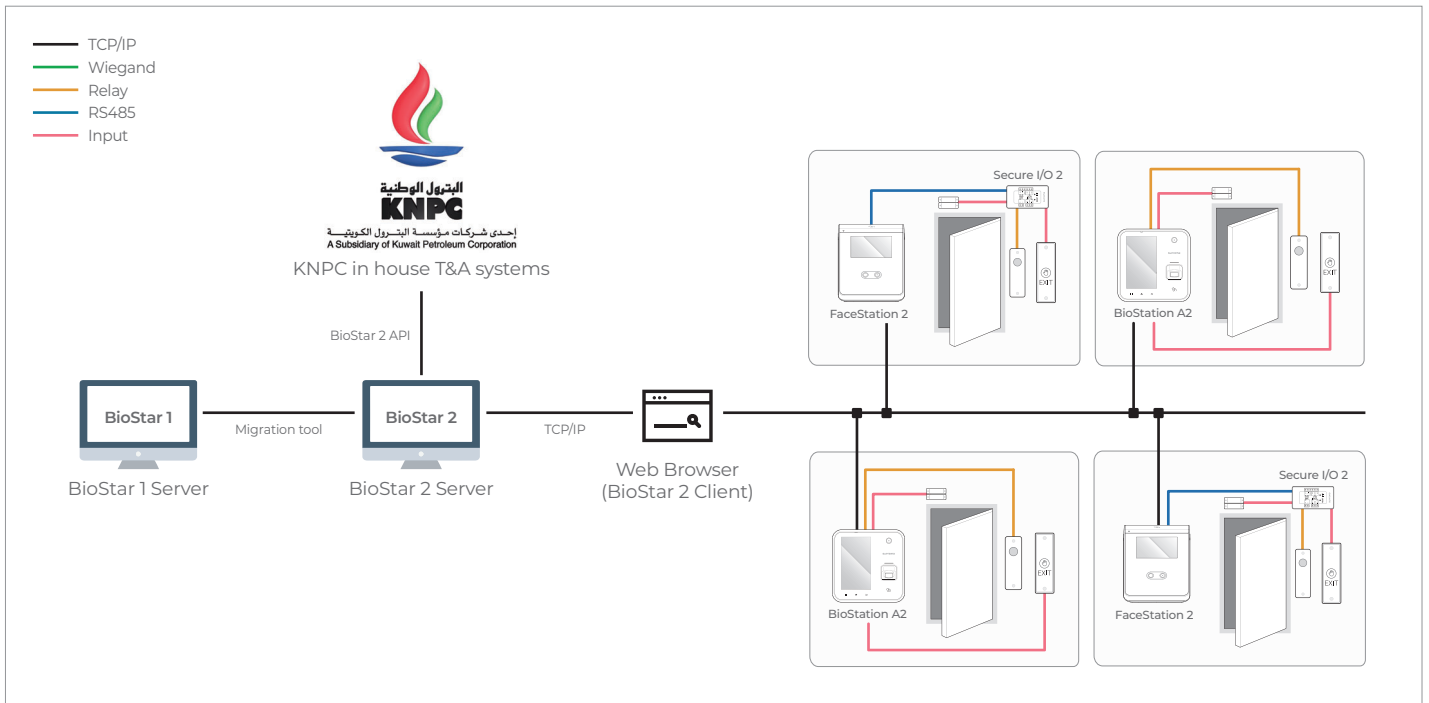 TCP/IP
Wiegand
Relay
RS485
Input
البترول الوطنية
KNPC
إحدى شركات مؤسسة البترول الكويتية
A Subsidiary of Kuwait Petroleum Corporation
KNPC in house T&A systems
BioStar 2 API
BioStar 1
Migration tool
BioStar 2
TCP/IP
BioStar 1 Server
BioStar 2 Server
Web Browser
(BioStar 2 Client)
Secure I/O 2
EXIT
FaceStation 2
EXIT
BioStation A2
EXIT
BioStation A2
Secure I/O 2
EXIT
FaceStation 2